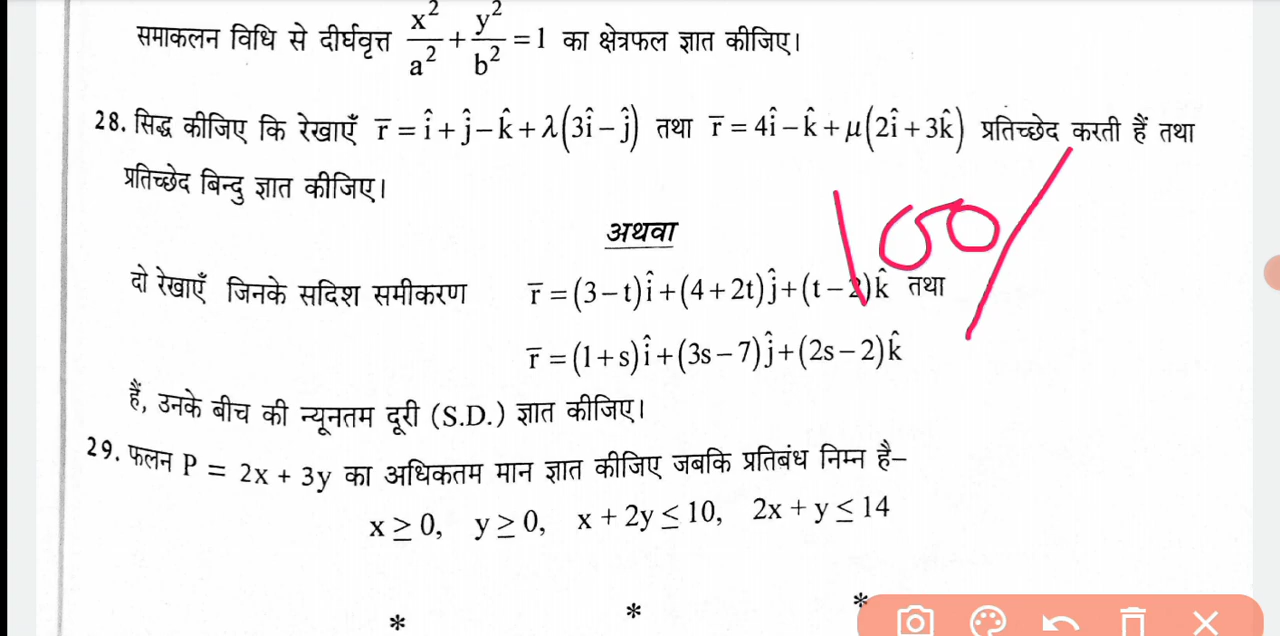 समाकलन विधि से दीर्घवृत्त x²/a² + y²/b² = 1 का क्षेत्रफल ज्ञात कीजिए।
28. सिद्ध कीजिए कि रेखाएँ r̅ = î + ĵ – k̂ + λ(3î – ĵ) तथा r̅ = 4î – k̂ + μ(2î + 3k̂) प्रतिच्छेद करती हैं तथा
प्रतिच्छेद बिन्दु ज्ञात कीजिए।
अथवा
100/
दो रेखाएँ जिनके सदिश समीकरण r̅ = (3 – t)î + (4 + 2t)ĵ + (t – 2)k̂ तथा
r̅ = (1 + s)î + (3s – 7)ĵ + (2s – 2)k̂
हैं, उनके बीच की न्यूनतम दूरी (S.D.) ज्ञात कीजिए।
29. फलन P = 2x + 3y का अधिकतम मान ज्ञात कीजिए जबकि प्रतिबंध निम्न है–
x ≥ 0, y ≥ 0, x + 2y ≤ 10, 2x + y ≤ 14
* * *